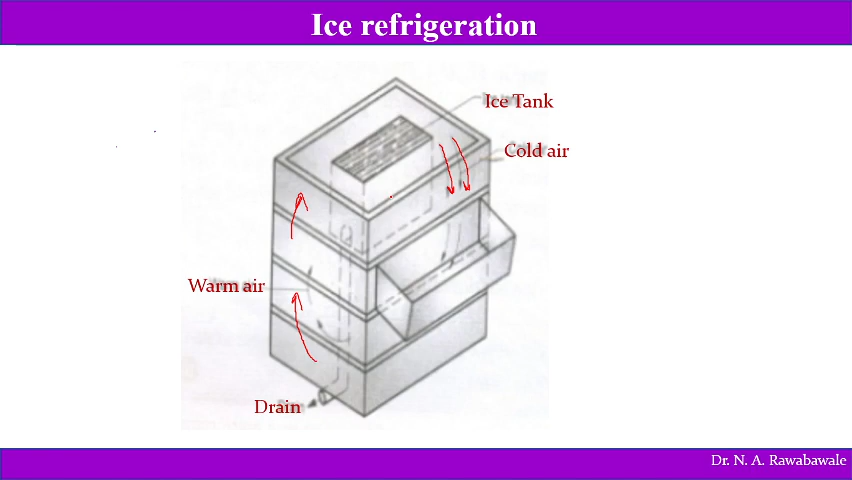 Ice refrigeration
Ice Tank
Cold air
Warm air
Drain
Dr. N. A. Rawabawale